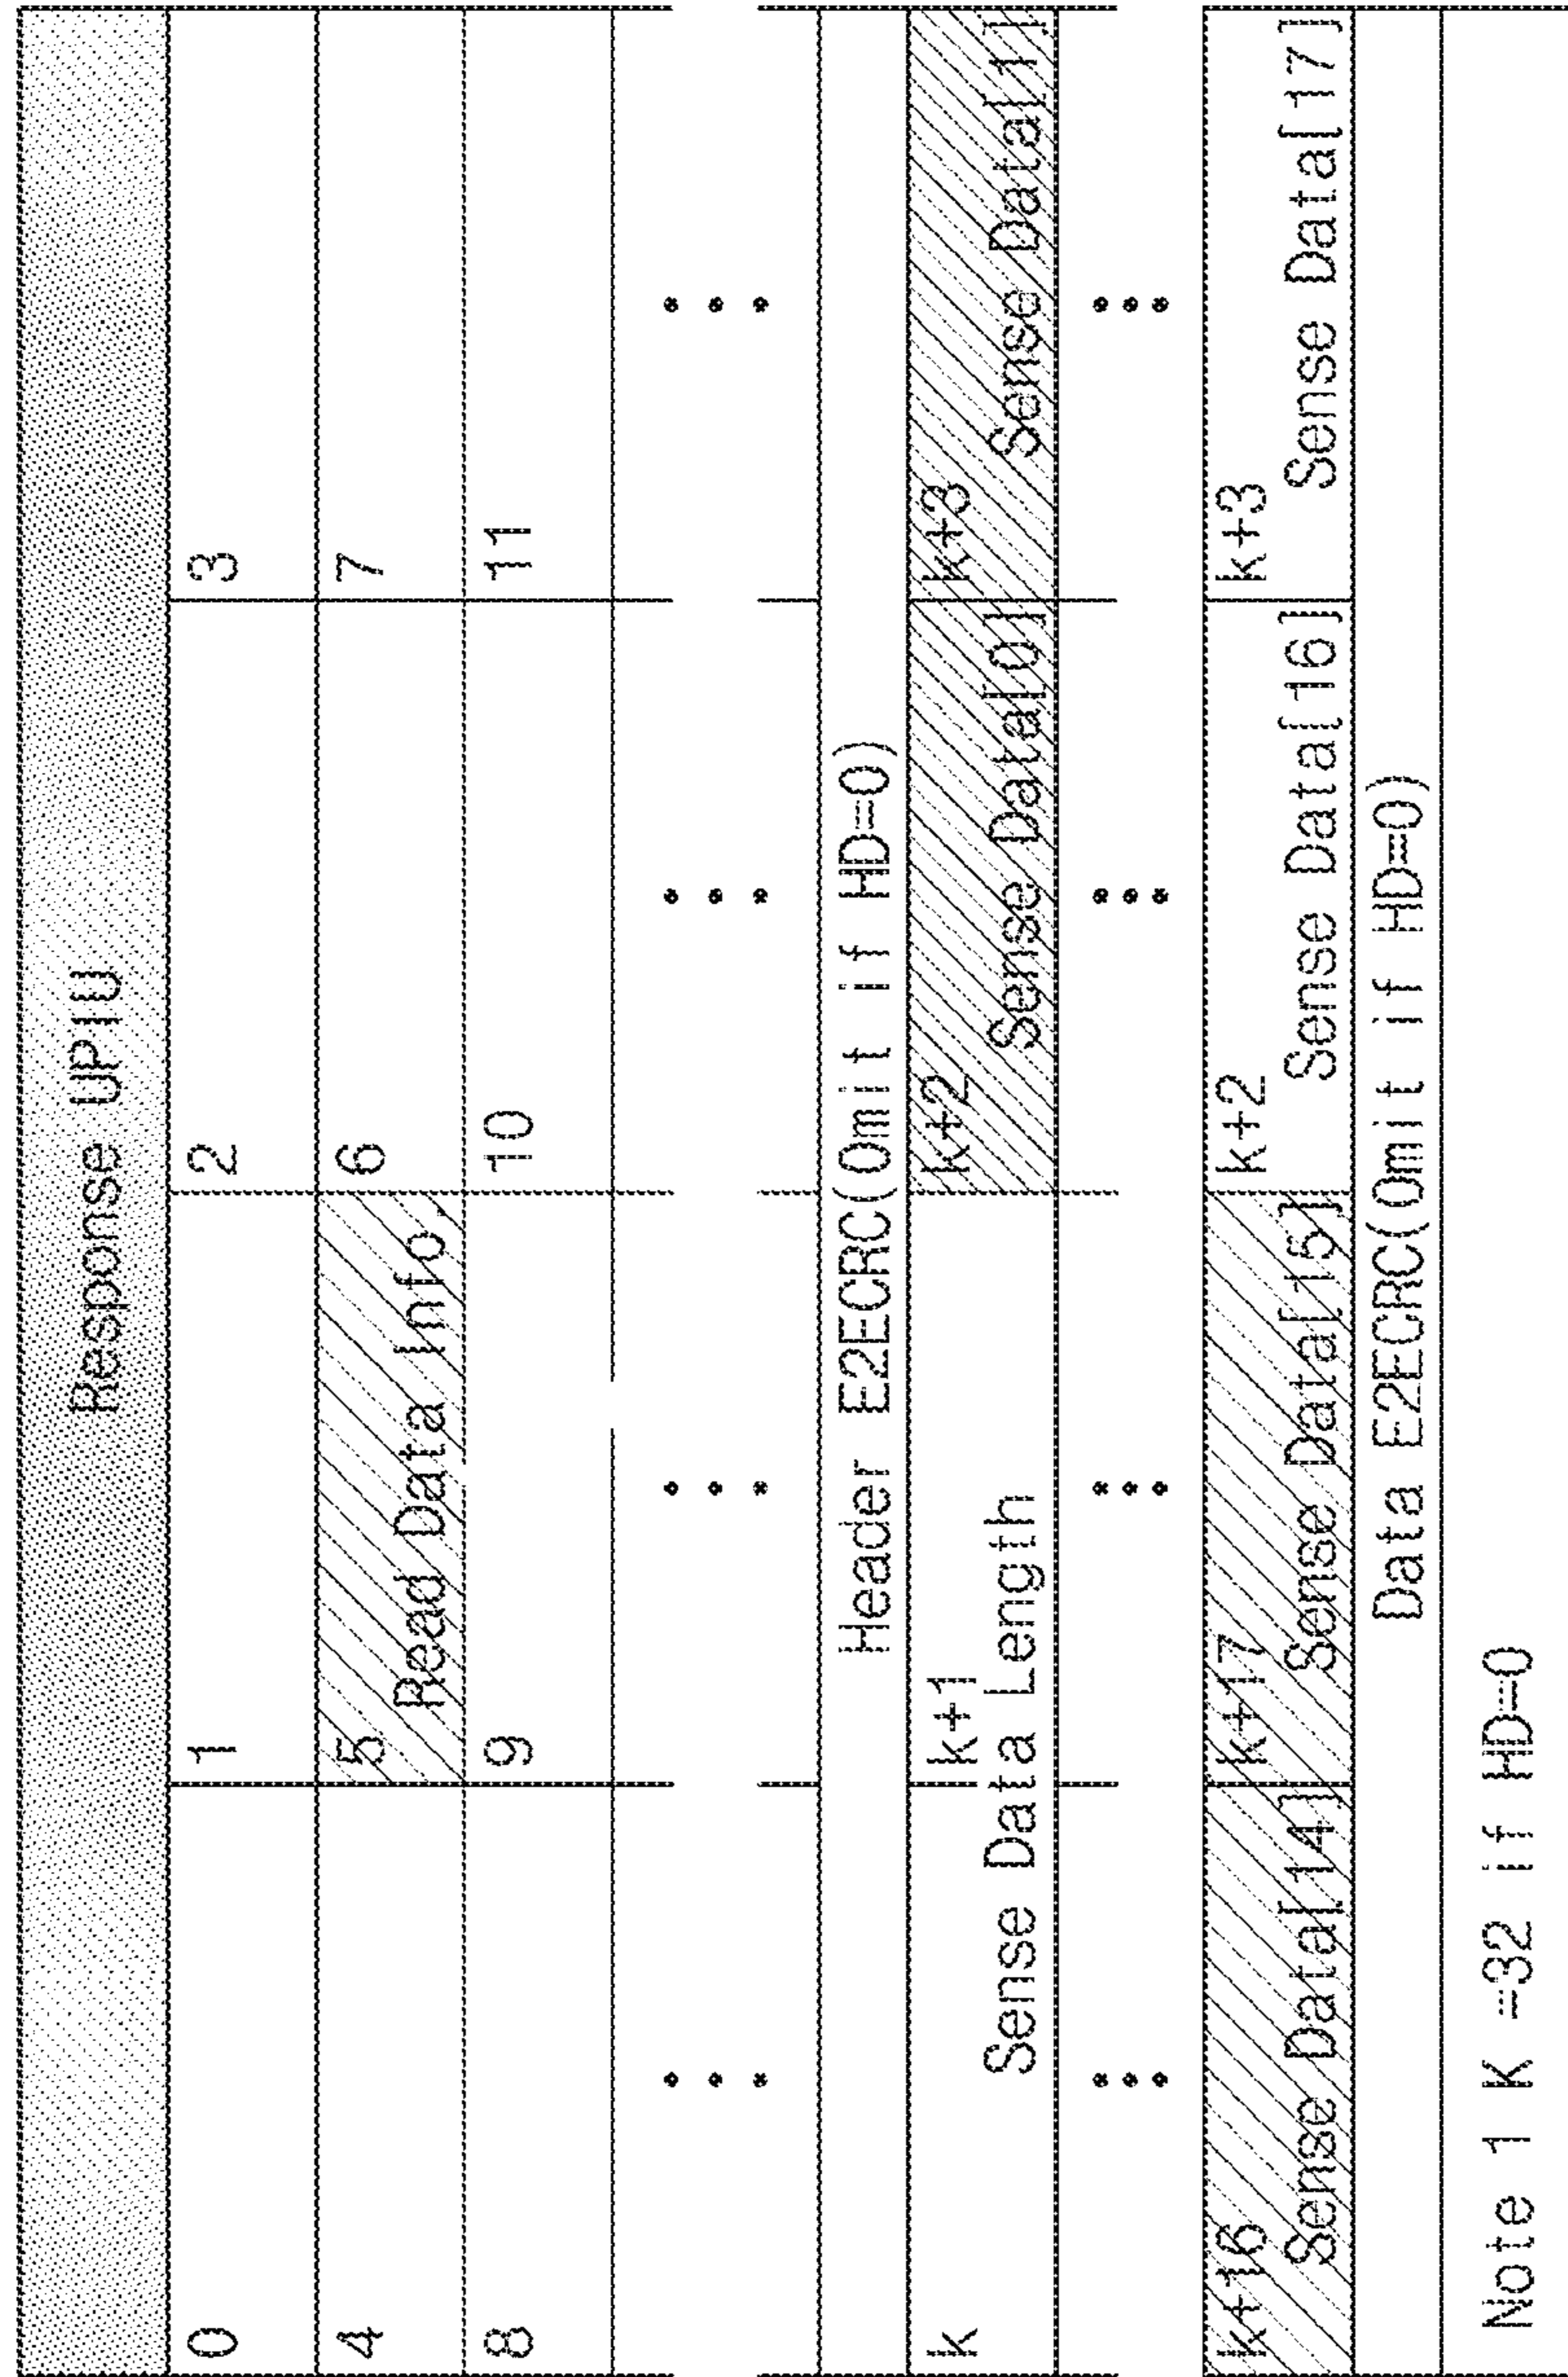 Response UPIU
0 1 2 3
4 5 Read Data Info. 6 7
8 9 10 11
Header E2ECRC(Omit if HD=0)
k k+1 k+2 k+3
Sense Data Length Sense Data[0] Sense Data[1]
k+16 k+17 k+2 k+3
Sense Data[14] Sense Data[15] Sense Data[16] Sense Data[17]
Data E2ECRC(Omit if HD=0)
Note 1 K =32 if HD=0